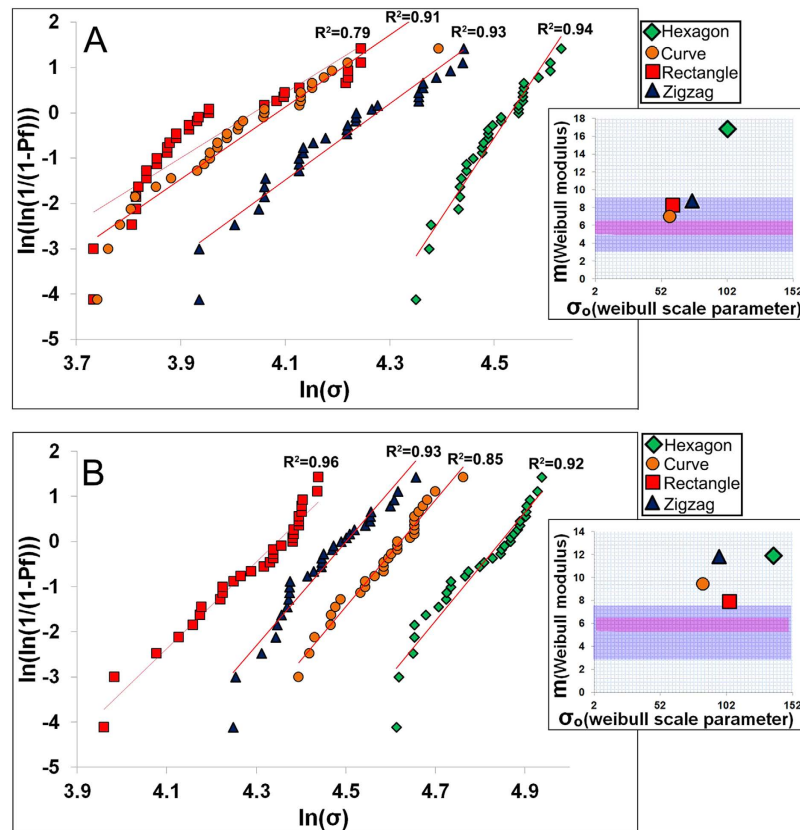 A
R²=0.91
R²=0.79
R²=0.93
R²=0.94
Hexagon
Curve
Rectangle
Zigzag
ln(ln(1/(1-Pf)))
2
1
0
-1
-2
-3
-4
-5
3.7
3.9
4.1
4.3
4.5
ln(σ)
m(Weibull modulus)
18
16
14
12
10
8
6
4
2
0
2
52
102
152
σₒ(weibull scale parameter)
B
R²=0.96
R²=0.93
R²=0.85
R²=0.92
Hexagon
Curve
Rectangle
Zigzag
ln(ln(1/(1-Pf)))
2
1
0
-1
-2
-3
-4
-5
3.9
4.1
4.3
4.5
4.7
4.9
ln(σ)
m(Weibull modulus)
14
12
10
8
6
4
2
0
2
52
102
152
σₒ(weibull scale parameter)